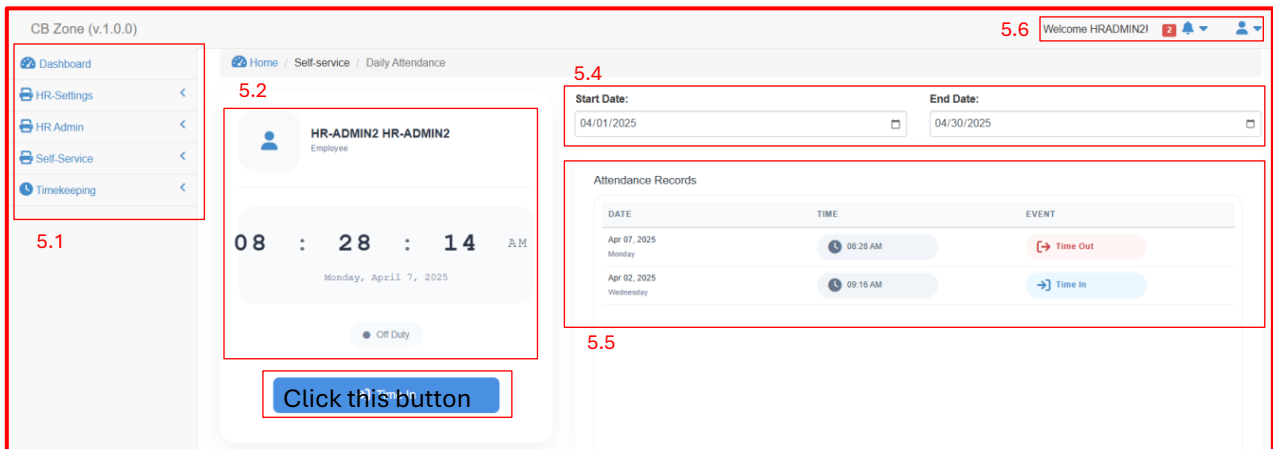 CB Zone (v.1.0.0)
5.6
Welcome HRADMIN2!
2
Dashboard
HR-Settings
HR Admin
Self-Service
Timekeeping
5.1
Home / Self-service / Daily Attendance
5.2
HR-ADMIN2 HR-ADMIN2
Employee
08 : 28 : 14 AM
Monday, April 7, 2025
Off Duty
Time In
Click this button
5.4
Start Date:
End Date:
04/01/2025
04/30/2025
Attendance Records
DATE TIME EVENT
Apr 07, 2025
Monday
08:28 AM
Time Out
Apr 02, 2025
Wednesday
09:16 AM
Time In
5.5